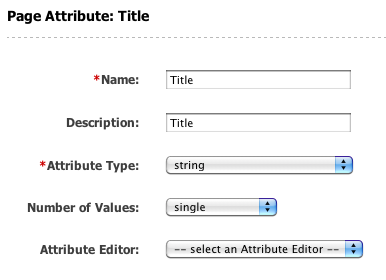 Page Attribute: Title
*Name: Title
Description: Title
*Attribute Type: string
Number of Values: single
Attribute Editor: -- select an Attribute Editor --